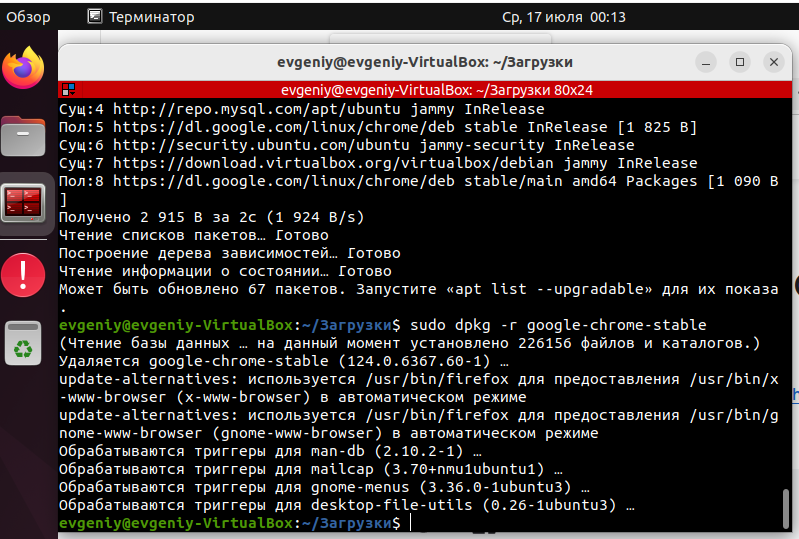 Обзор
Терминатор
Ср, 17 июля 00:13
evgeniy@evgeniy-VirtualBox: ~/Загрузки
evgeniy@evgeniy-VirtualBox: ~/Загрузки 80x24
Сущ:4 http://repo.mysql.com/apt/ubuntu jammy InRelease
Пол:5 https://dl.google.com/linux/chrome/deb stable InRelease [1 825 B]
Сущ:6 http://security.ubuntu.com/ubuntu jammy-security InRelease
Сущ:7 https://download.virtualbox.org/virtualbox/debian jammy InRelease
Пол:8 https://dl.google.com/linux/chrome/deb stable/main amd64 Packages [1 090 B
]
Получено 2 915 B за 2с (1 924 B/s)
Чтение списков пакетов… Готово
Построение дерева зависимостей… Готово
Чтение информации о состоянии… Готово
Может быть обновлено 67 пакетов. Запустите «apt list --upgradable» для их показа
.
evgeniy@evgeniy-VirtualBox:~/Загрузки$ sudo dpkg -r google-chrome-stable
(Чтение базы данных … на данный момент установлено 226156 файлов и каталогов.)
Удаляется google-chrome-stable (124.0.6367.60-1) …
update-alternatives: используется /usr/bin/firefox для предоставления /usr/bin/x
-www-browser (x-www-browser) в автоматическом режиме
update-alternatives: используется /usr/bin/firefox для предоставления /usr/bin/g
nome-www-browser (gnome-www-browser) в автоматическом режиме
Обрабатываются триггеры для man-db (2.10.2-1) …
Обрабатываются триггеры для mailcap (3.70+nmu1ubuntu1) …
Обрабатываются триггеры для gnome-menus (3.36.0-1ubuntu3) …
Обрабатываются триггеры для desktop-file-utils (0.26-1ubuntu3) …
evgeniy@evgeniy-VirtualBox:~/Загрузки$